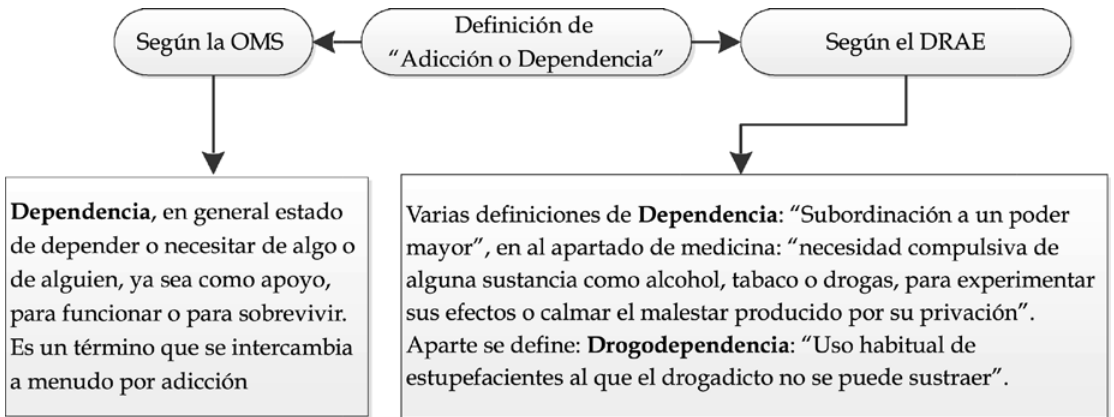 Según la OMS
Definición de
“Adicción o Dependencia”
Según el DRAE
Dependencia, en general estado
de depender o necesitar de algo o
de alguien, ya sea como apoyo,
para funcionar o para sobrevivir.
Es un término que se intercambia
a menudo por adicción
Varias definiciones de Dependencia: “Subordinación a un poder
mayor”, en al apartado de medicina: “necesidad compulsiva de
alguna sustancia como alcohol, tabaco o drogas, para experimentar
sus efectos o calmar el malestar producido por su privación”.
Aparte se define: Drogodependencia: “Uso habitual de
estupefacientes al que el drogadicto no se puede sustraer”.